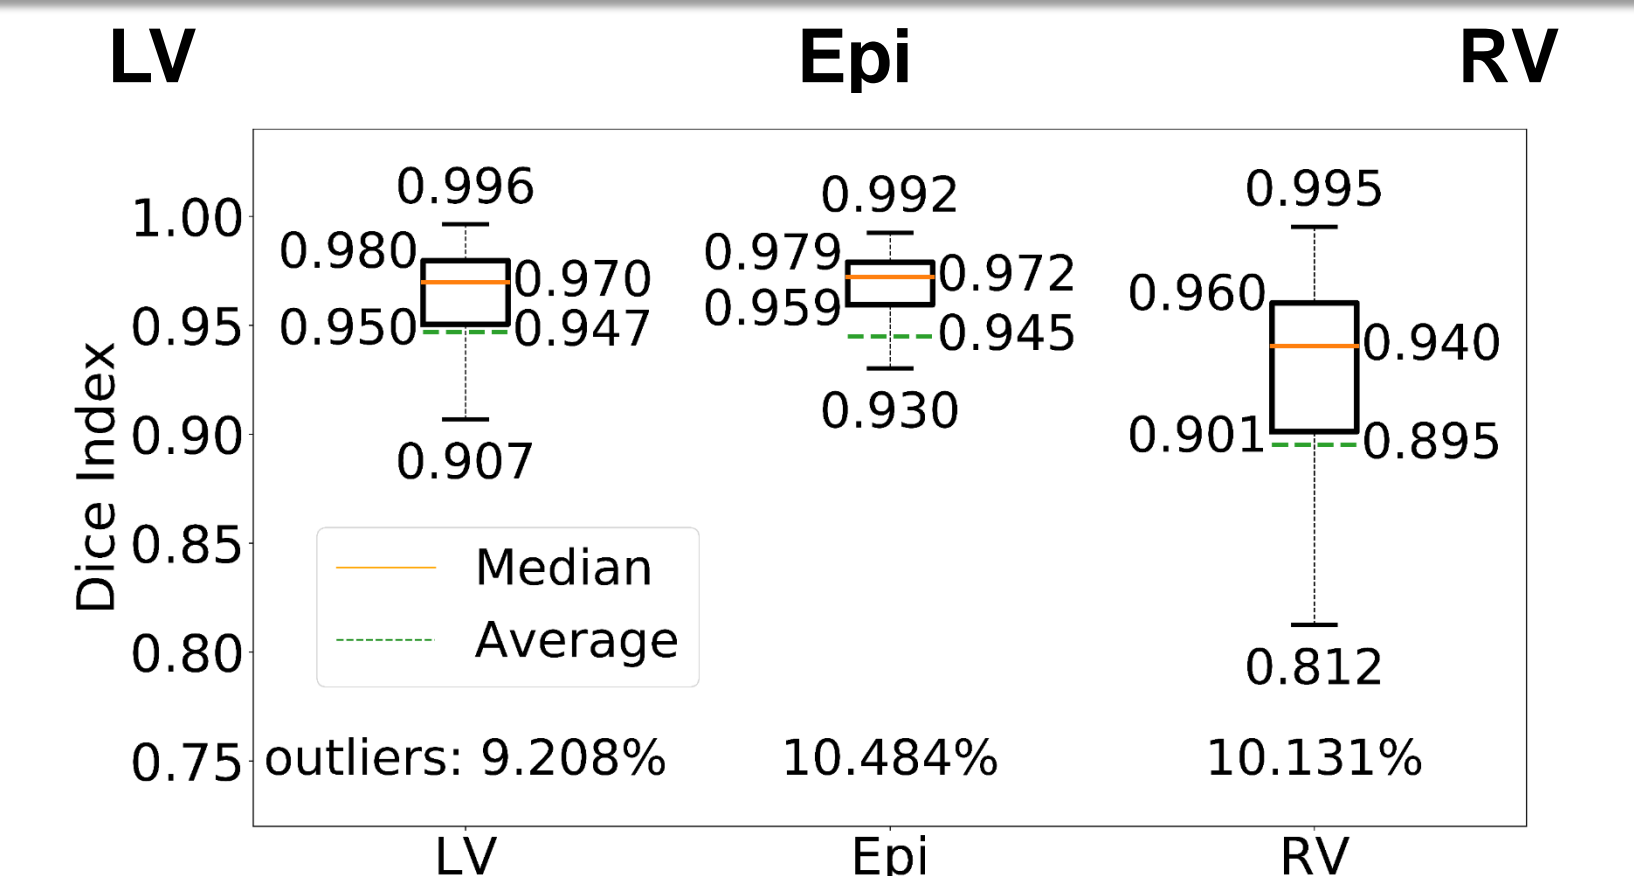 LV Epi RV
0.996 0.992 0.995
1.00
0.980 0.970 0.979 0.972 0.960
0.950 0.947 0.959 0.945 0.940
0.95
0.930
0.901 0.895
0.90
0.907
Dice Index
0.85
Median
Average
0.80
0.812
0.75
outliers: 9.208% 10.484% 10.131%
LV Epi RV